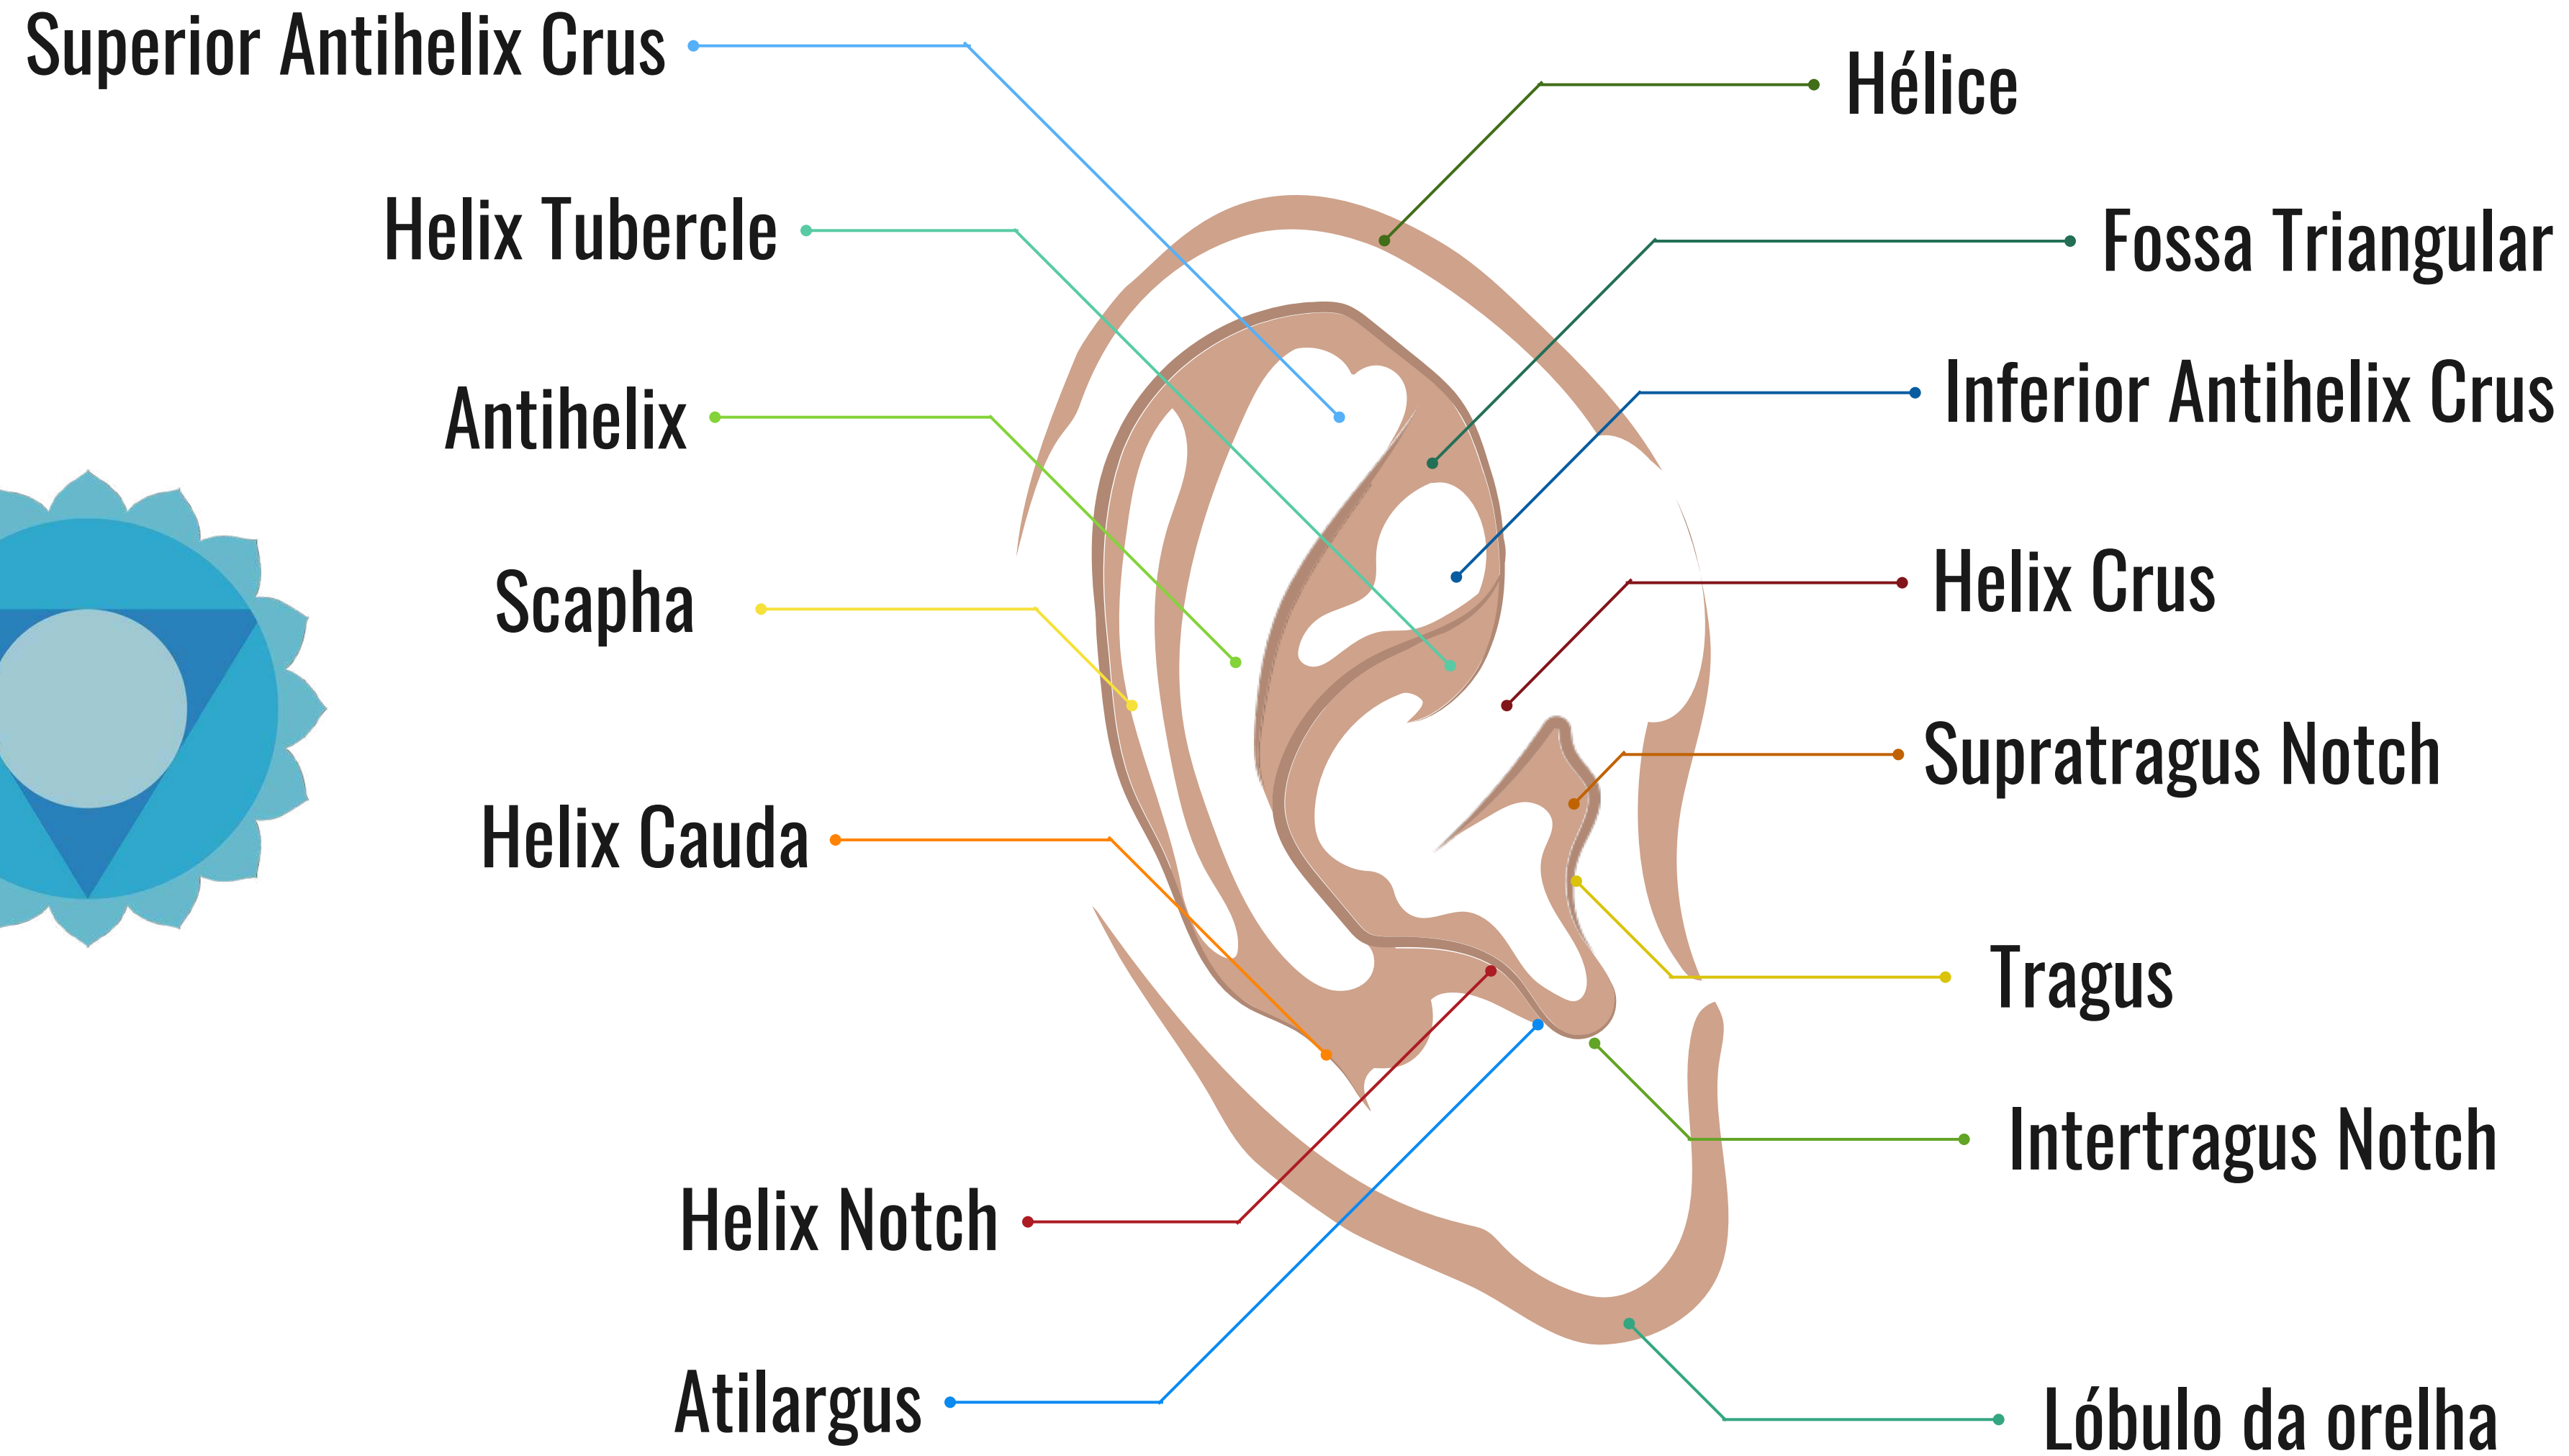 Superior Antihelix Crus
Hélice
Helix Tubercle
Fossa Triangular
Antihelix
Inferior Antihelix Crus
Scapha
Helix Crus
Helix Cauda
Supratragus Notch
Tragus
Intertragus Notch
Helix Notch
Atilargus
Lóbulo da orelha